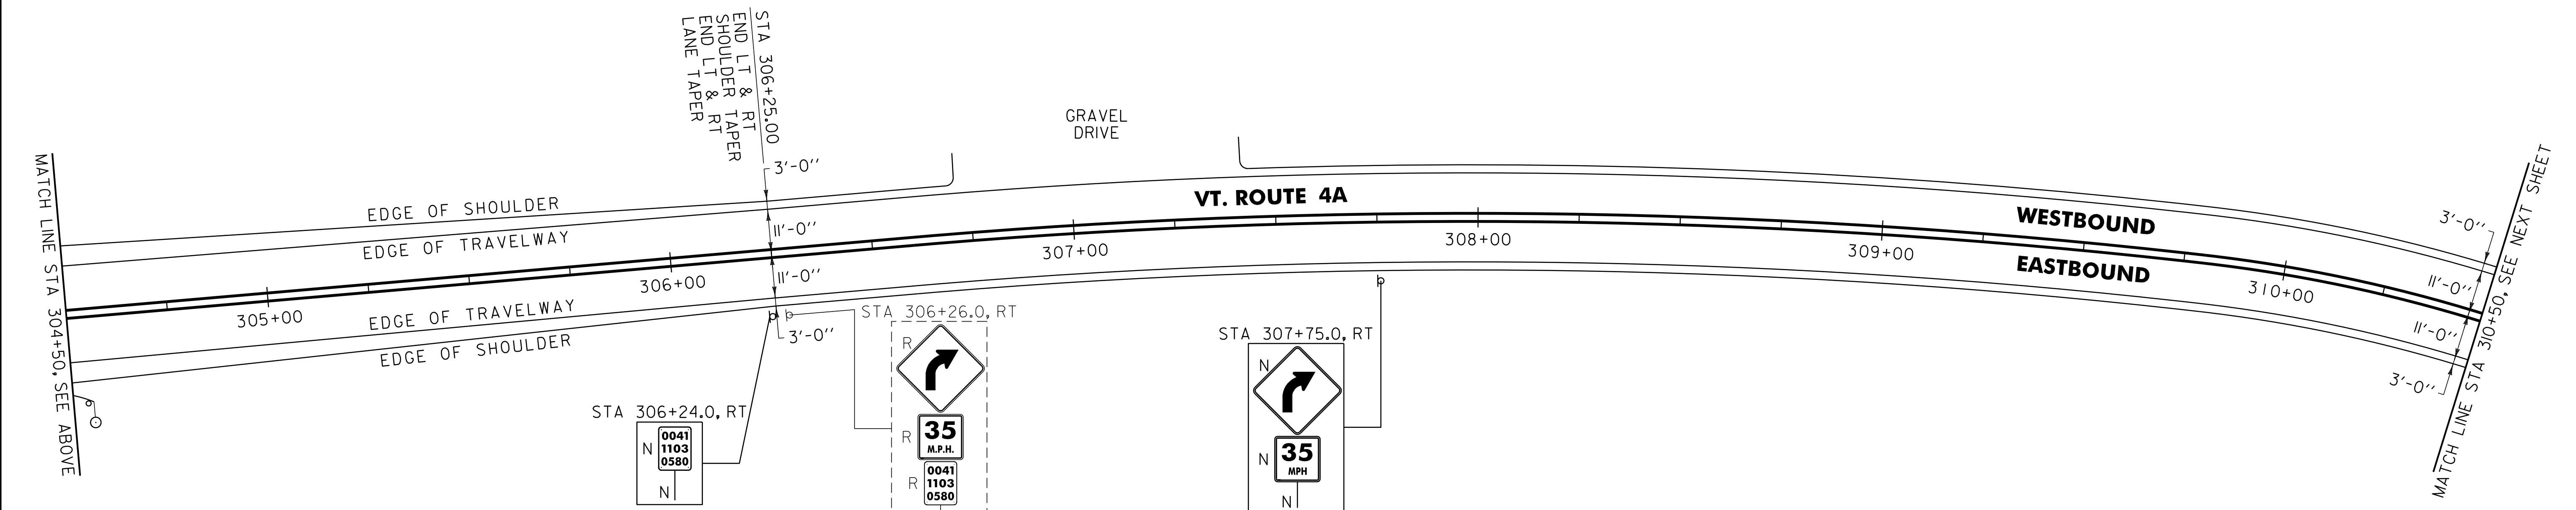 STA 306+25.00
END LT & RT
SHOULDER TAPER
END LT & RT
LANE TAPER
GRAVEL
DRIVE
MATCH LINE STA 304+50, SEE ABOVE
EDGE OF SHOULDER
EDGE OF TRAVELWAY
3'-0"
11'-0"
11'-0"
3'-0"
VT. ROUTE 4A
WESTBOUND
EASTBOUND
305+00
306+00
307+00
308+00
309+00
310+00
EDGE OF TRAVELWAY
EDGE OF SHOULDER
3'-0"
11'-0"
11'-0"
3'-0"
MATCH LINE STA 310+50, SEE NEXT SHEET
STA 306+24.0, RT
N
0041
1103
0580
N
STA 306+26.0, RT
R
R
35
M.P.H.
R
0041
1103
0580
STA 307+75.0, RT
N
N
35
MPH
N